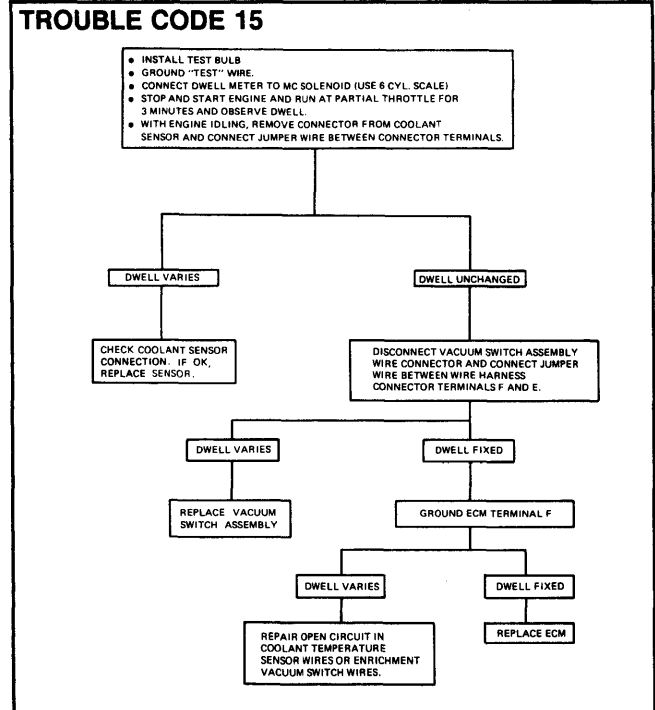 TROUBLE CODE 15
• INSTALL TEST BULB
• GROUND "TEST" WIRE.
• CONNECT DWELL METER TO MC SOLENOID (USE 6 CYL. SCALE)
• STOP AND START ENGINE AND RUN AT PARTIAL THROTTLE FOR
3 MINUTES AND OBSERVE DWELL.
• WITH ENGINE IDLING, REMOVE CONNECTOR FROM COOLANT
SENSOR AND CONNECT JUMPER WIRE BETWEEN CONNECTOR TERMINALS.
DWELL VARIES
DWELL UNCHANGED
CHECK COOLANT SENSOR
CONNECTION. IF OK,
REPLACE SENSOR.
DISCONNECT VACUUM SWITCH ASSEMBLY
WIRE CONNECTOR AND CONNECT JUMPER
WIRE BETWEEN WIRE HARNESS
CONNECTOR TERMINALS F AND E.
DWELL VARIES
DWELL FIXED
REPLACE VACUUM
SWITCH ASSEMBLY
GROUND ECM TERMINAL F
DWELL VARIES
DWELL FIXED
REPAIR OPEN CIRCUIT IN
COOLANT TEMPERATURE
SENSOR WIRES OR ENRICHMENT
VACUUM SWITCH WIRES.
REPLACE ECM